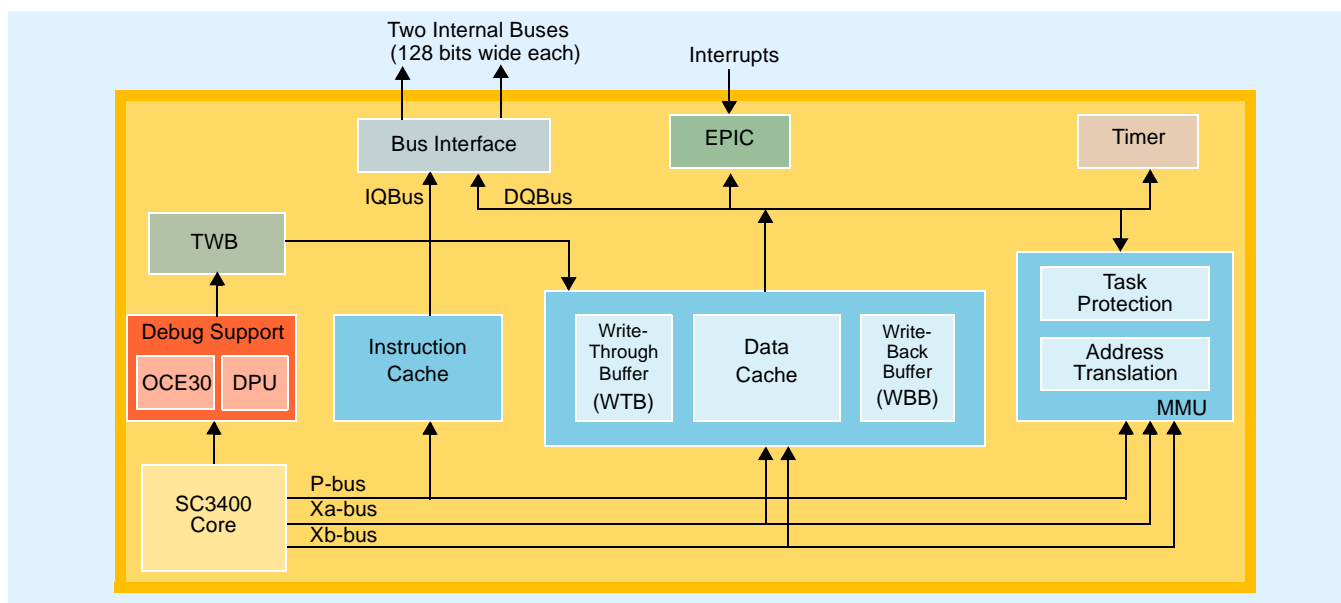 Two Internal Buses
(128 bits wide each)
Interrupts
Bus Interface
EPIC
Timer
IQBus
DQBus
TWB
Task
Protection
Address
Translation
MMU
Debug Support
OCE30
DPU
Instruction
Cache
Write-
Through
Buffer
(WTB)
Data
Cache
Write-
Back
Buffer
(WBB)
SC3400
Core
P-bus
Xa-bus
Xb-bus